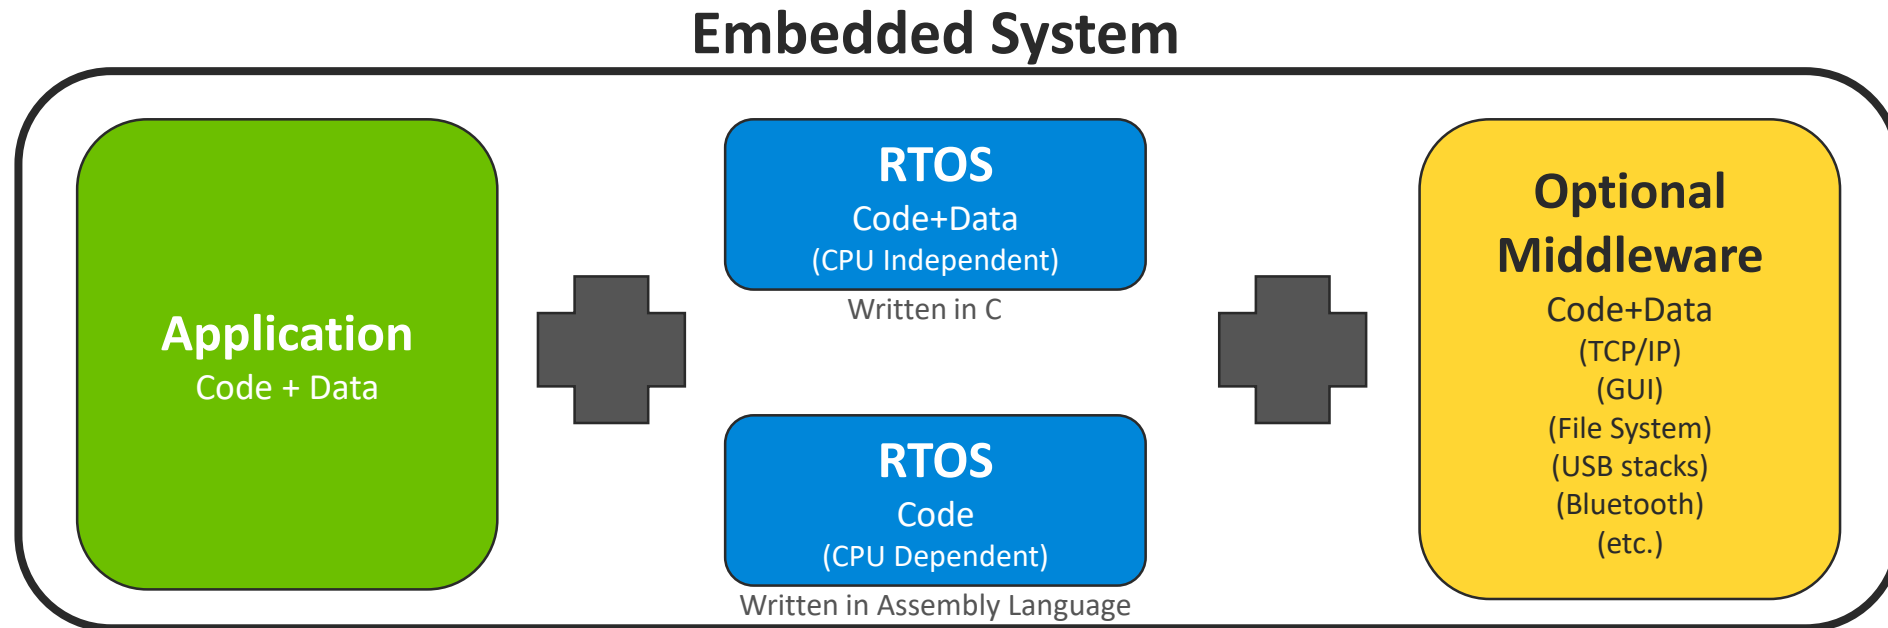 Embedded System
Application
Code + Data
RTOS
Code+Data
(CPU Independent)
Written in C
RTOS
Code
(CPU Dependent)
Written in Assembly Language
Optional
Middleware
Code+Data
(TCP/IP)
(GUI)
(File System)
(USB stacks)
(Bluetooth)
(etc.)